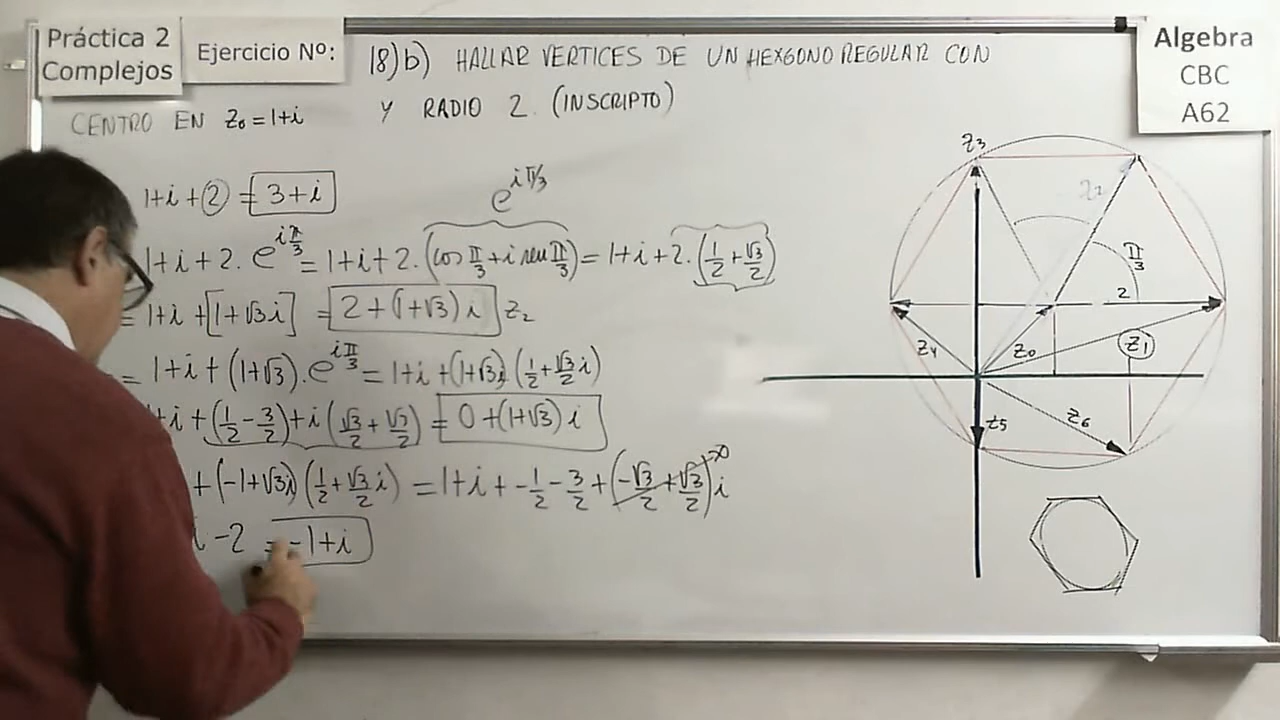 Práctica 2
Complejos
Ejercicio Nº:
Algebra
CBC
A62
18)b) HALLAR VERTICES DE UN HEXGONO REGULAR CON
CENTRO EN Z₀ = 1+i Y RADIO 2. (INSCRIPTO)
1+i + 2 = 3+i
e^{iπ/3}
1+i+2. e^{iπ/3} = 1+i+2.(cos π/3 + i sen π/3) = 1+i+2.(1/2 + √3/2)
= 1+i + [1+√3i] = 2+(1+√3)i Z₂
= 1+i+(1+√3).e^{iπ/3} = 1+i+(1+√3i)(1/2+√3/2 i)
+i + (1/2 - 3/2) + i(√3/2 + √3/2) = 0+(1+√3)i
+ (-1+√3i)(1/2+√3/2 i) = 1+i + -1/2 - 3/2 + (-√3/2 + √3/2)i →0
i -2 = -1+i
Z3
Z2
π/3
2
Z4
Z0
Z1
Z5
Z6